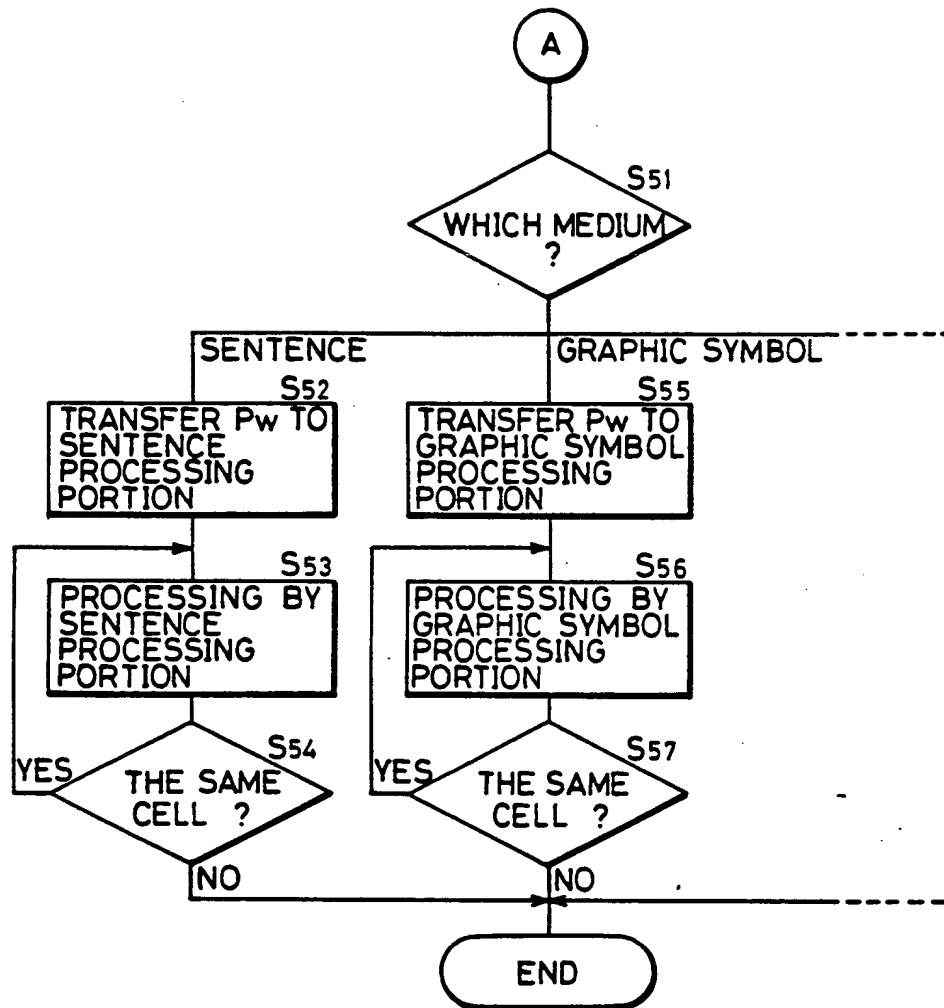 A
S51
WHICH MEDIUM
?
SENTENCE
GRAPHIC SYMBOL
S52
TRANSFER Pw TO
SENTENCE
PROCESSING
PORTION
S55
TRANSFER Pw TO
GRAPHIC SYMBOL
PROCESSING
PORTION
S53
PROCESSING BY
SENTENCE
PROCESSING
PORTION
S56
PROCESSING BY
GRAPHIC SYMBOL
PROCESSING
PORTION
S54
YES
THE SAME
CELL ?
NO
S57
YES
THE SAME
CELL ?
NO
END